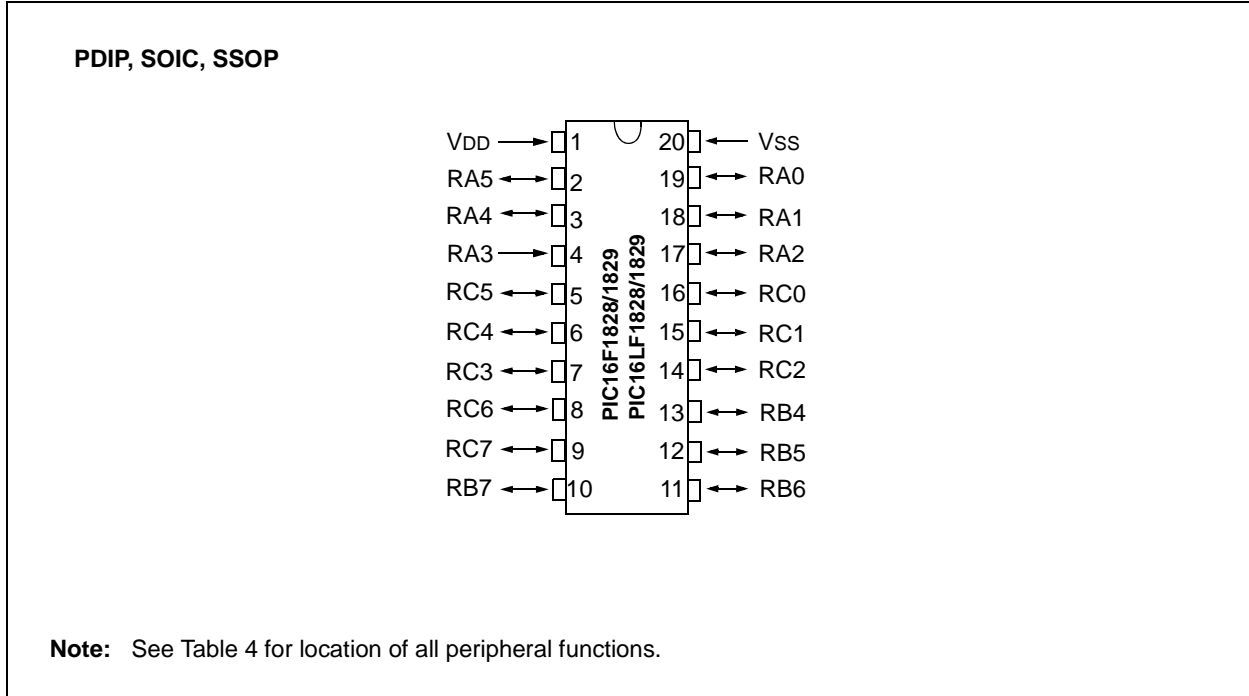 PDIP, SOIC, SSOP
VDD 1 20 VSS
RA5 2 19 RA0
RA4 3 18 RA1
RA3 4 17 RA2
RC5 5 16 RC0
RC4 6 15 RC1
RC3 7 14 RC2
RC6 8 13 RB4
RC7 9 12 RB5
RB7 10 11 RB6
PIC16F1828/1829
PIC16LF1828/1829
Note: See Table 4 for location of all peripheral functions.